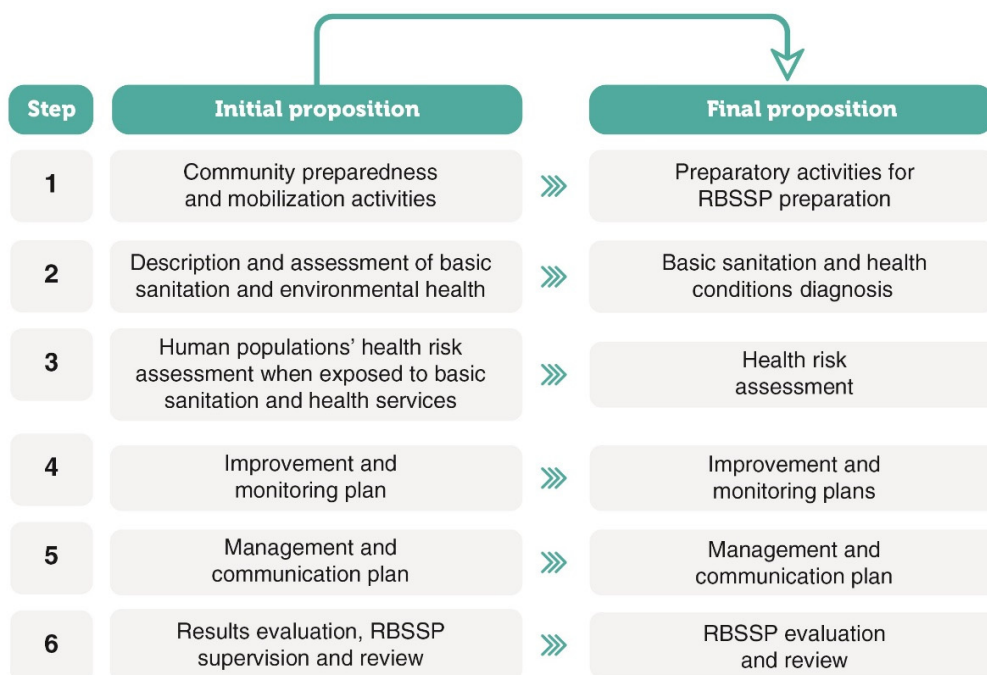 Step
Initial proposition
Final proposition
1
Community preparedness
and mobilization activities
Preparatory activities for
RBSSP preparation
2
Description and assessment of basic
sanitation and environmental health
Basic sanitation and health
conditions diagnosis
3
Human populations’ health risk
assessment when exposed to basic
sanitation and health services
Health risk
assessment
4
Improvement and
monitoring plan
Improvement and
monitoring plans
5
Management and
communication plan
Management and
communication plan
6
Results evaluation, RBSSP
supervision and review
RBSSP evaluation
and review